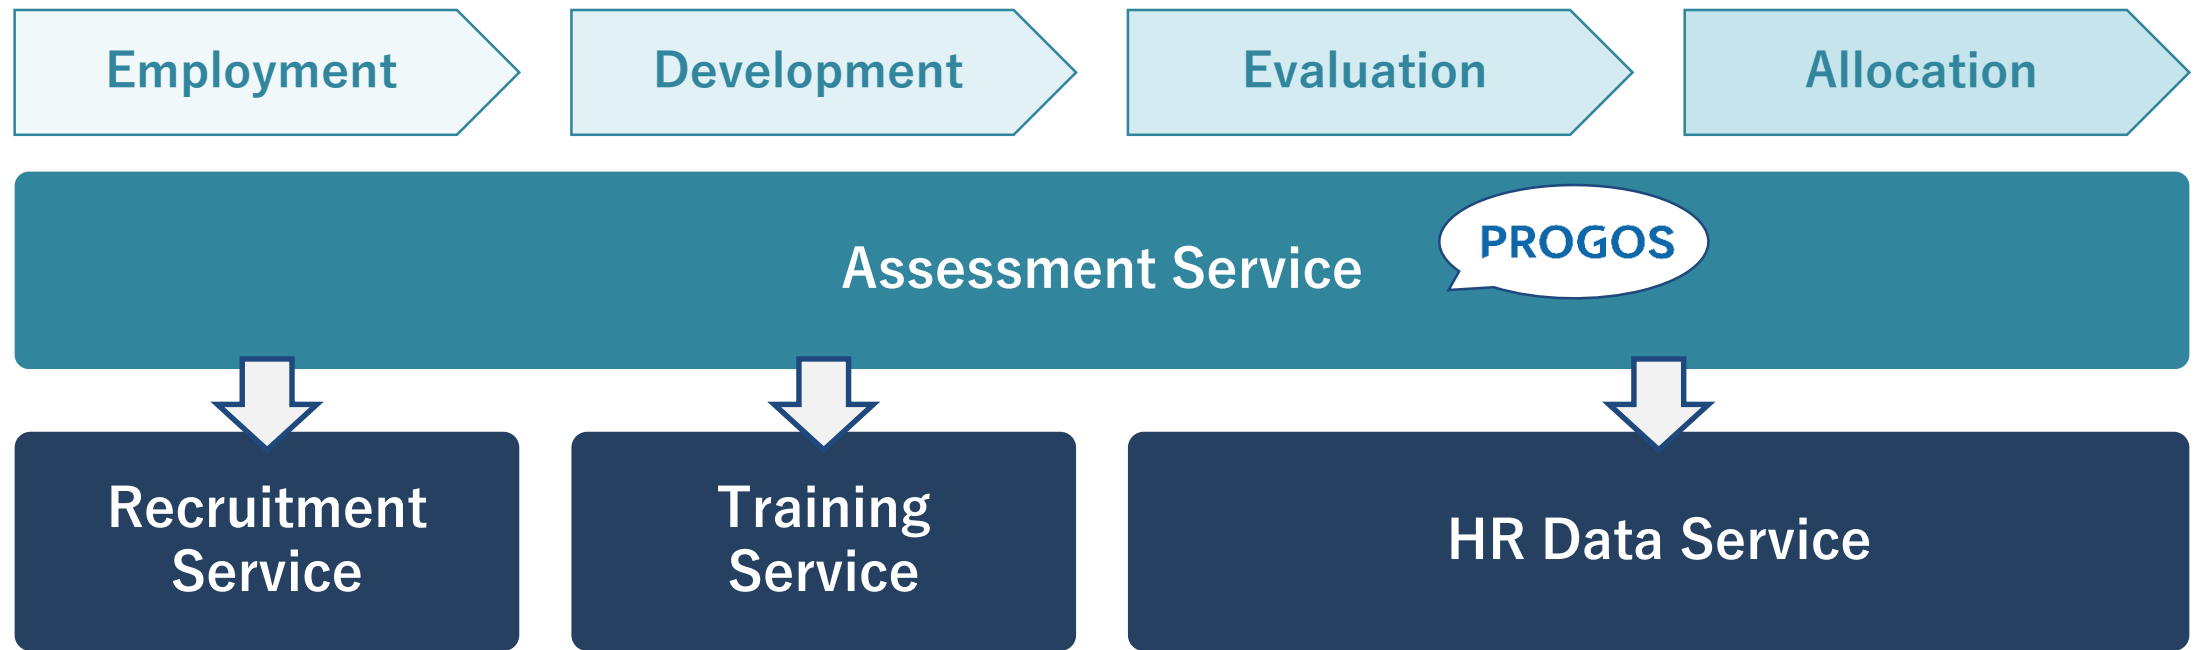 Employment
Development
Evaluation
Allocation
Assessment Service
PROGOS
Recruitment
Service
Training
Service
HR Data Service